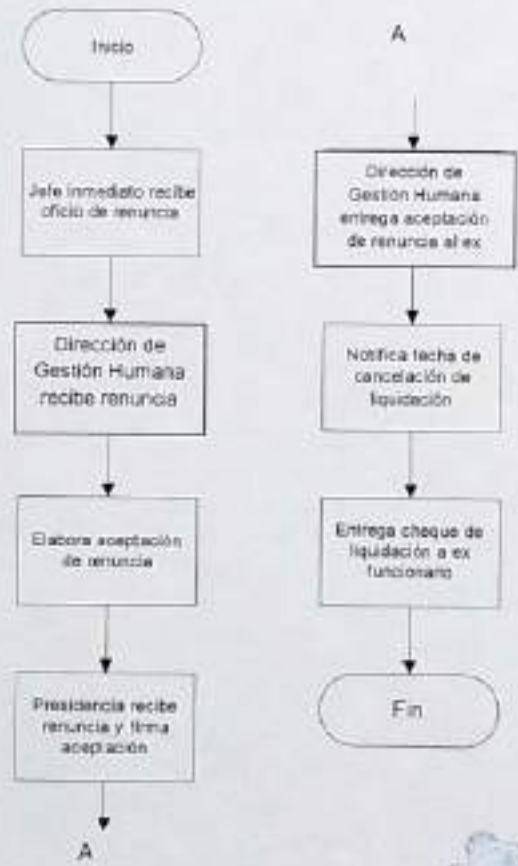 Inicio
Jefe inmediato recibe
oficio de renuncia
Dirección de
Gestión Humana
recibe renuncia
Elabora aceptación
de renuncia
Presidencia recibe
renuncia y firma
aceptación
A
A
Dirección de
Gestión Humana
entrega aceptación
de renuncia al ex
Notifica fecha de
cancelación de
liquidación
Entrega cheque de
liquidación a ex
funcionario
Fin